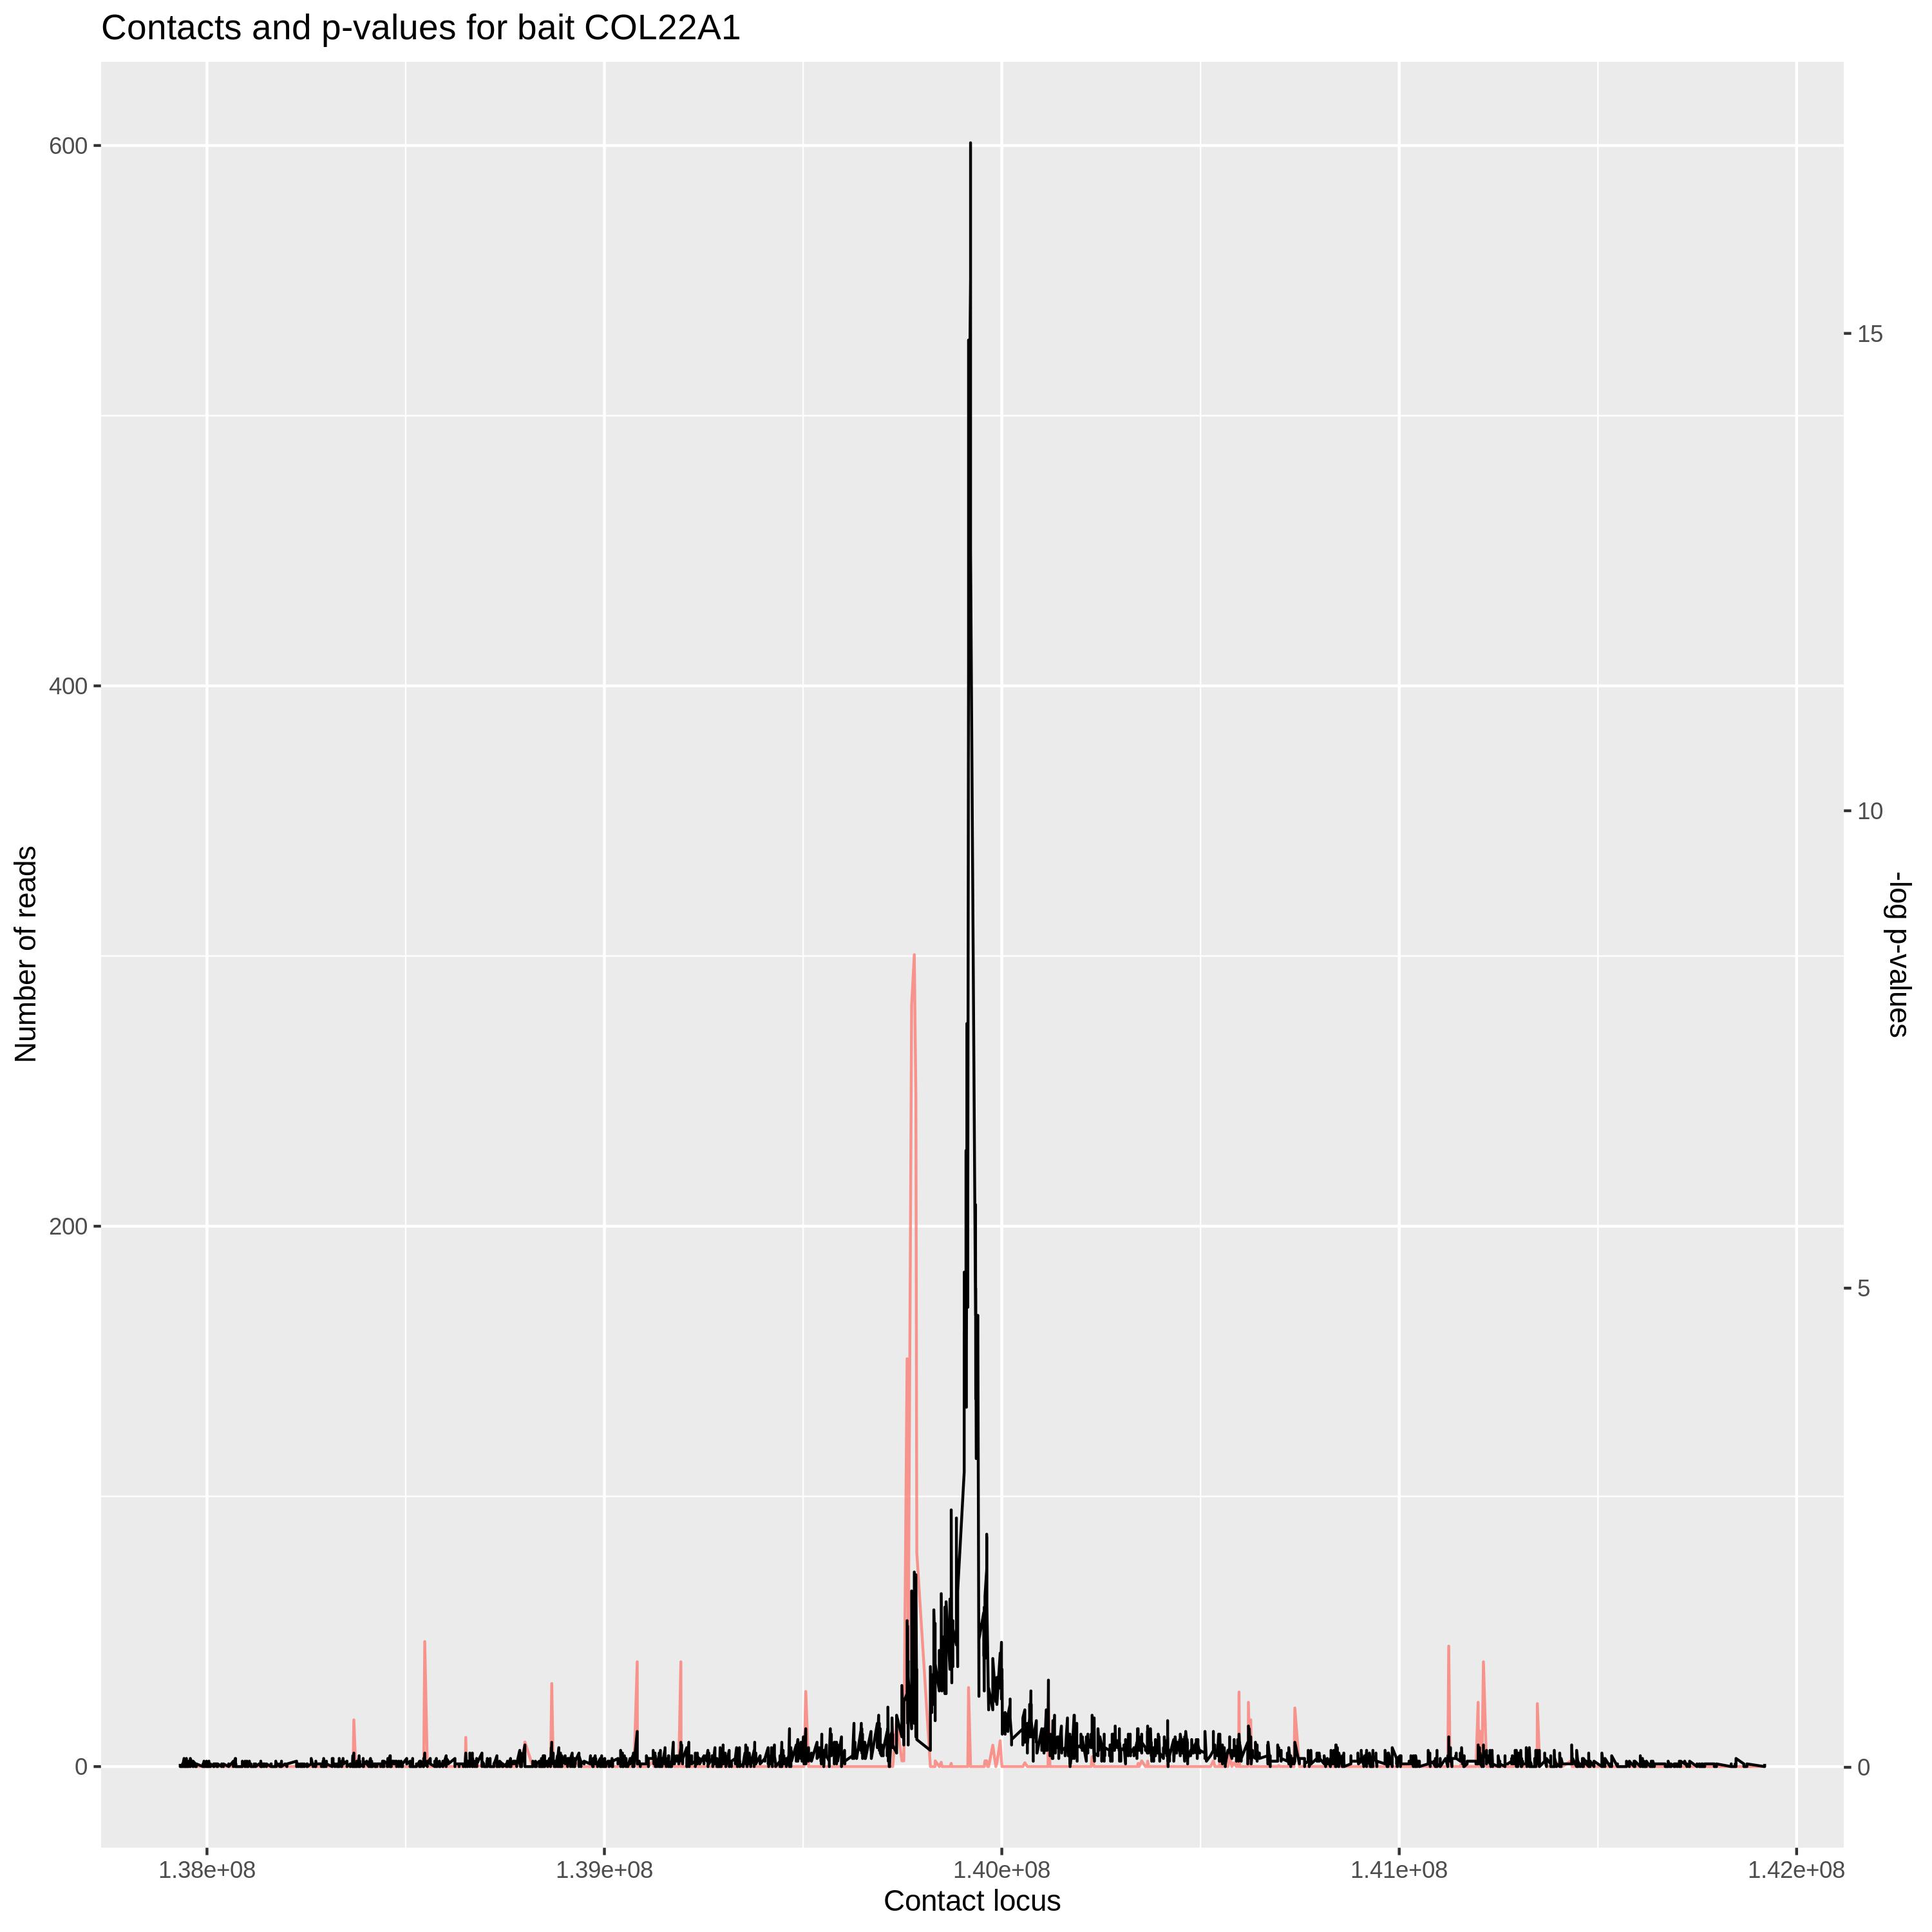 Contacts and p-values for bait COL22A1
600
400
200
0
Number of reads
15
10
5
0
-log p-values
1.38e+08
1.39e+08
1.40e+08
1.41e+08
1.42e+08
Contact locus